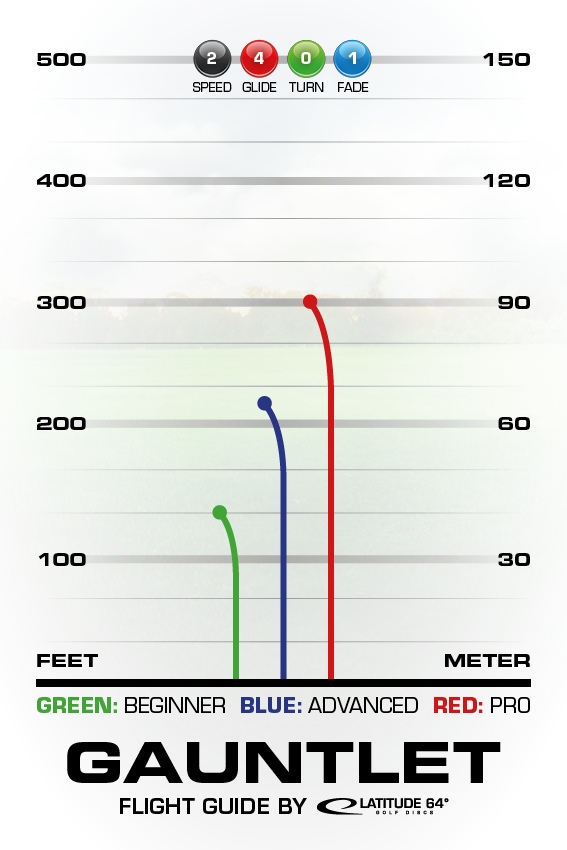 500 2 4 0 1 150
SPEED GLIDE TURN FADE
400 120
300 90
200 60
100 30
FEET METER
GREEN: BEGINNER BLUE: ADVANCED RED: PRO
GAUNTLET
FLIGHT GUIDE BY LATITUDE 64°
GOLF DISCS